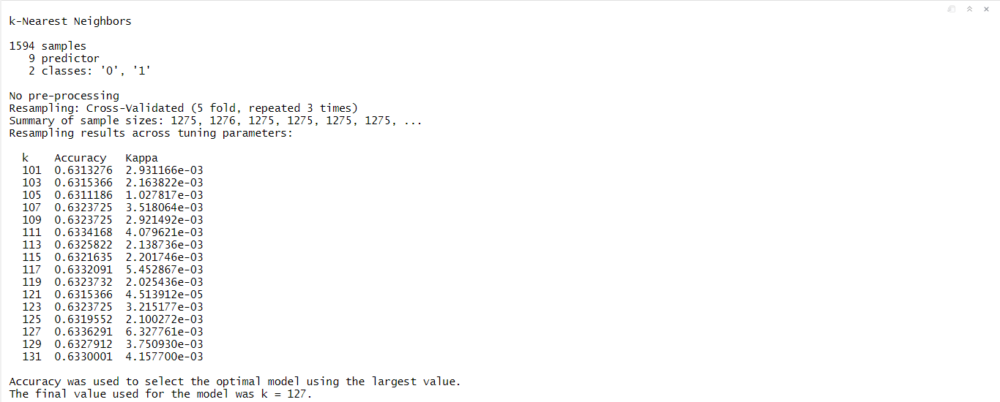 k-Nearest Neighbors
1594 samples
9 predictor
2 classes: '0', '1'
No pre-processing
Resampling: Cross-Validated (5 fold, repeated 3 times)
Summary of sample sizes: 1275, 1276, 1275, 1275, 1275, 1275, ...
Resampling results across tuning parameters:
k Accuracy Kappa
101 0.6313276 2.931166e-03
103 0.6315366 2.163822e-03
105 0.6311186 1.027817e-03
107 0.6323725 3.518064e-03
109 0.6323725 2.921492e-03
111 0.6334168 4.079621e-03
113 0.6325822 2.138736e-03
115 0.6321635 2.201746e-03
117 0.6332091 5.452867e-03
119 0.6323732 2.025436e-03
121 0.6315366 4.513912e-05
123 0.6323725 3.215177e-03
125 0.6319552 2.100272e-03
127 0.6336291 6.327761e-03
129 0.6327912 3.750930e-03
131 0.6330001 4.157700e-03
Accuracy was used to select the optimal model using the largest value.
The final value used for the model was k = 127.